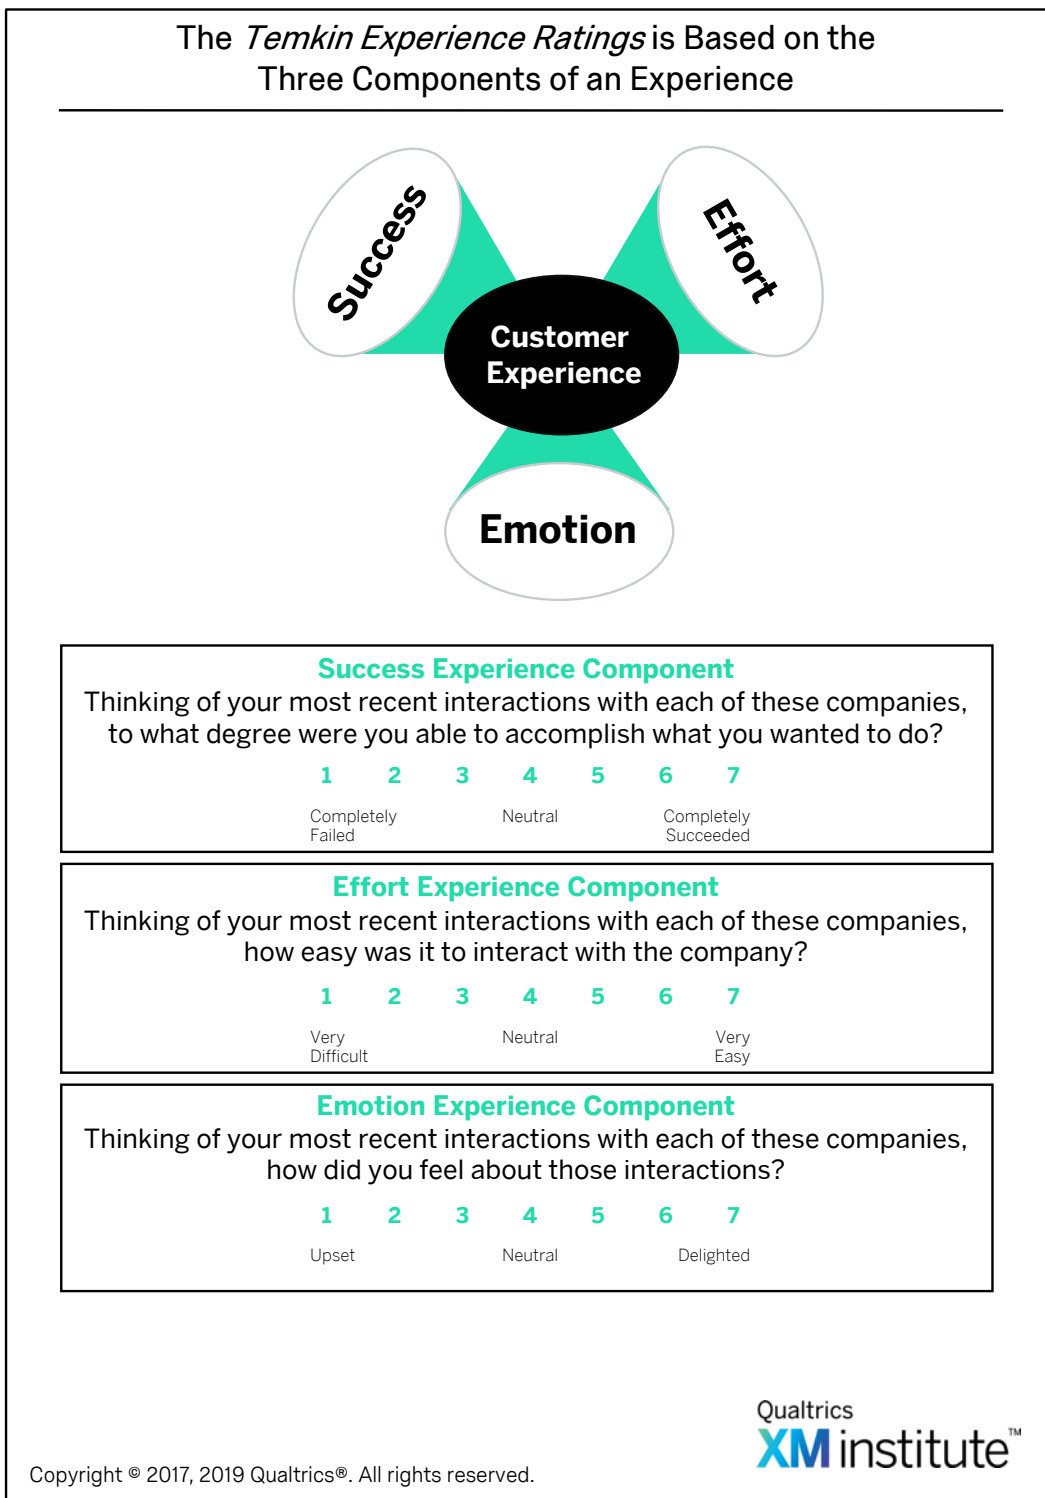 The Temkin Experience Ratings is Based on the
Three Components of an Experience
Success
Effort
Customer
Experience
Emotion
Success Experience Component
Thinking of your most recent interactions with each of these companies,
to what degree were you able to accomplish what you wanted to do?
1 2 3 4 5 6 7
Completely Neutral Completely
Failed Succeeded
Effort Experience Component
Thinking of your most recent interactions with each of these companies,
how easy was it to interact with the company?
1 2 3 4 5 6 7
Very Neutral Very
Difficult Easy
Emotion Experience Component
Thinking of your most recent interactions with each of these companies,
how did you feel about those interactions?
1 2 3 4 5 6 7
Upset Neutral Delighted
Qualtrics
XM institute™
Copyright © 2017, 2019 Qualtrics®. All rights reserved.